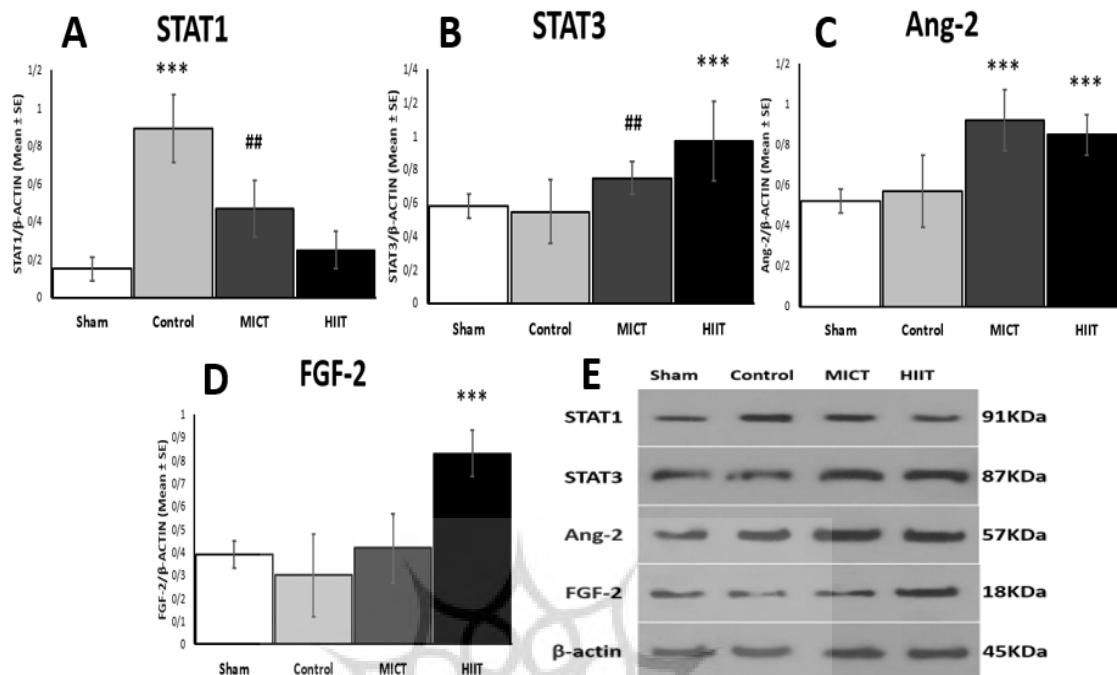 A STAT1
STAT1/β-ACTIN (Mean ± SE)
1/2
1
0/8
0/6
0/4
0/2
0
***
##
Sham Control MICT HIIT
B STAT3
STAT3/β-ACTIN (Mean ± SE)
1/4
1/2
1
0/8
0/6
0/4
0/2
0
##
***
Sham Control MICT HIIT
C Ang-2
Ang-2/β-ACTIN (Mean ± SE)
1/2
1
0/8
0/6
0/4
0/2
0
***
***
Sham Control MICT HIIT
D FGF-2
FGF-2/β-ACTIN (Mean ± SE)
1
0/9
0/8
0/7
0/6
0/5
0/4
0/3
0/2
0/1
0
***
Sham Control MICT HIIT
E
Sham Control MICT HIIT
STAT1 91KDa
STAT3 87KDa
Ang-2 57KDa
FGF-2 18KDa
β-actin 45KDa